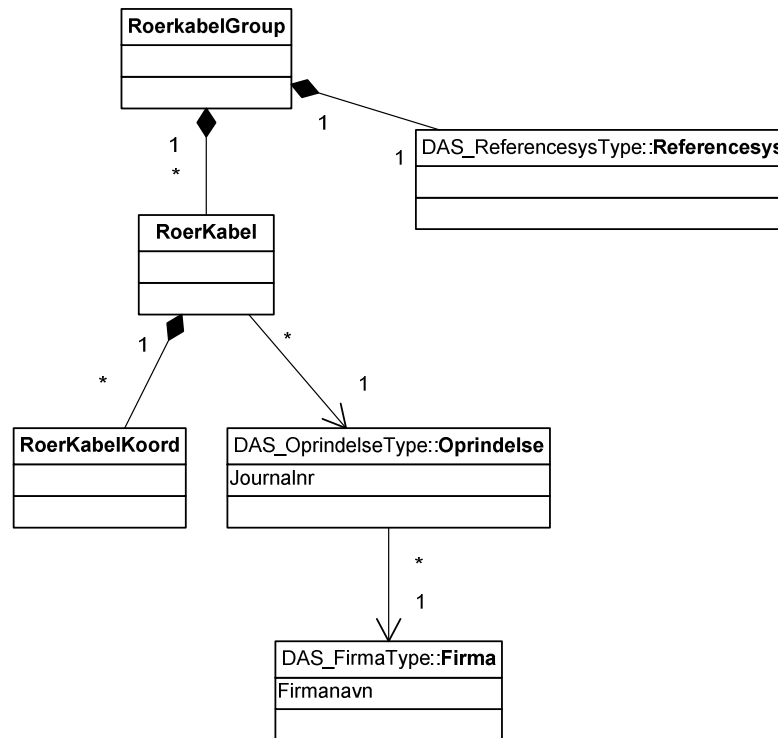 RoerkabelGroup
1
1
*
DAS_ReferencesysType::Referencesys
1
RoerKabel
1
*
*
1
RoerKabelKoord
DAS_OprindelseType::Oprindelse
Journalnr
*
1
DAS_FirmaType::Firma
Firmanavn